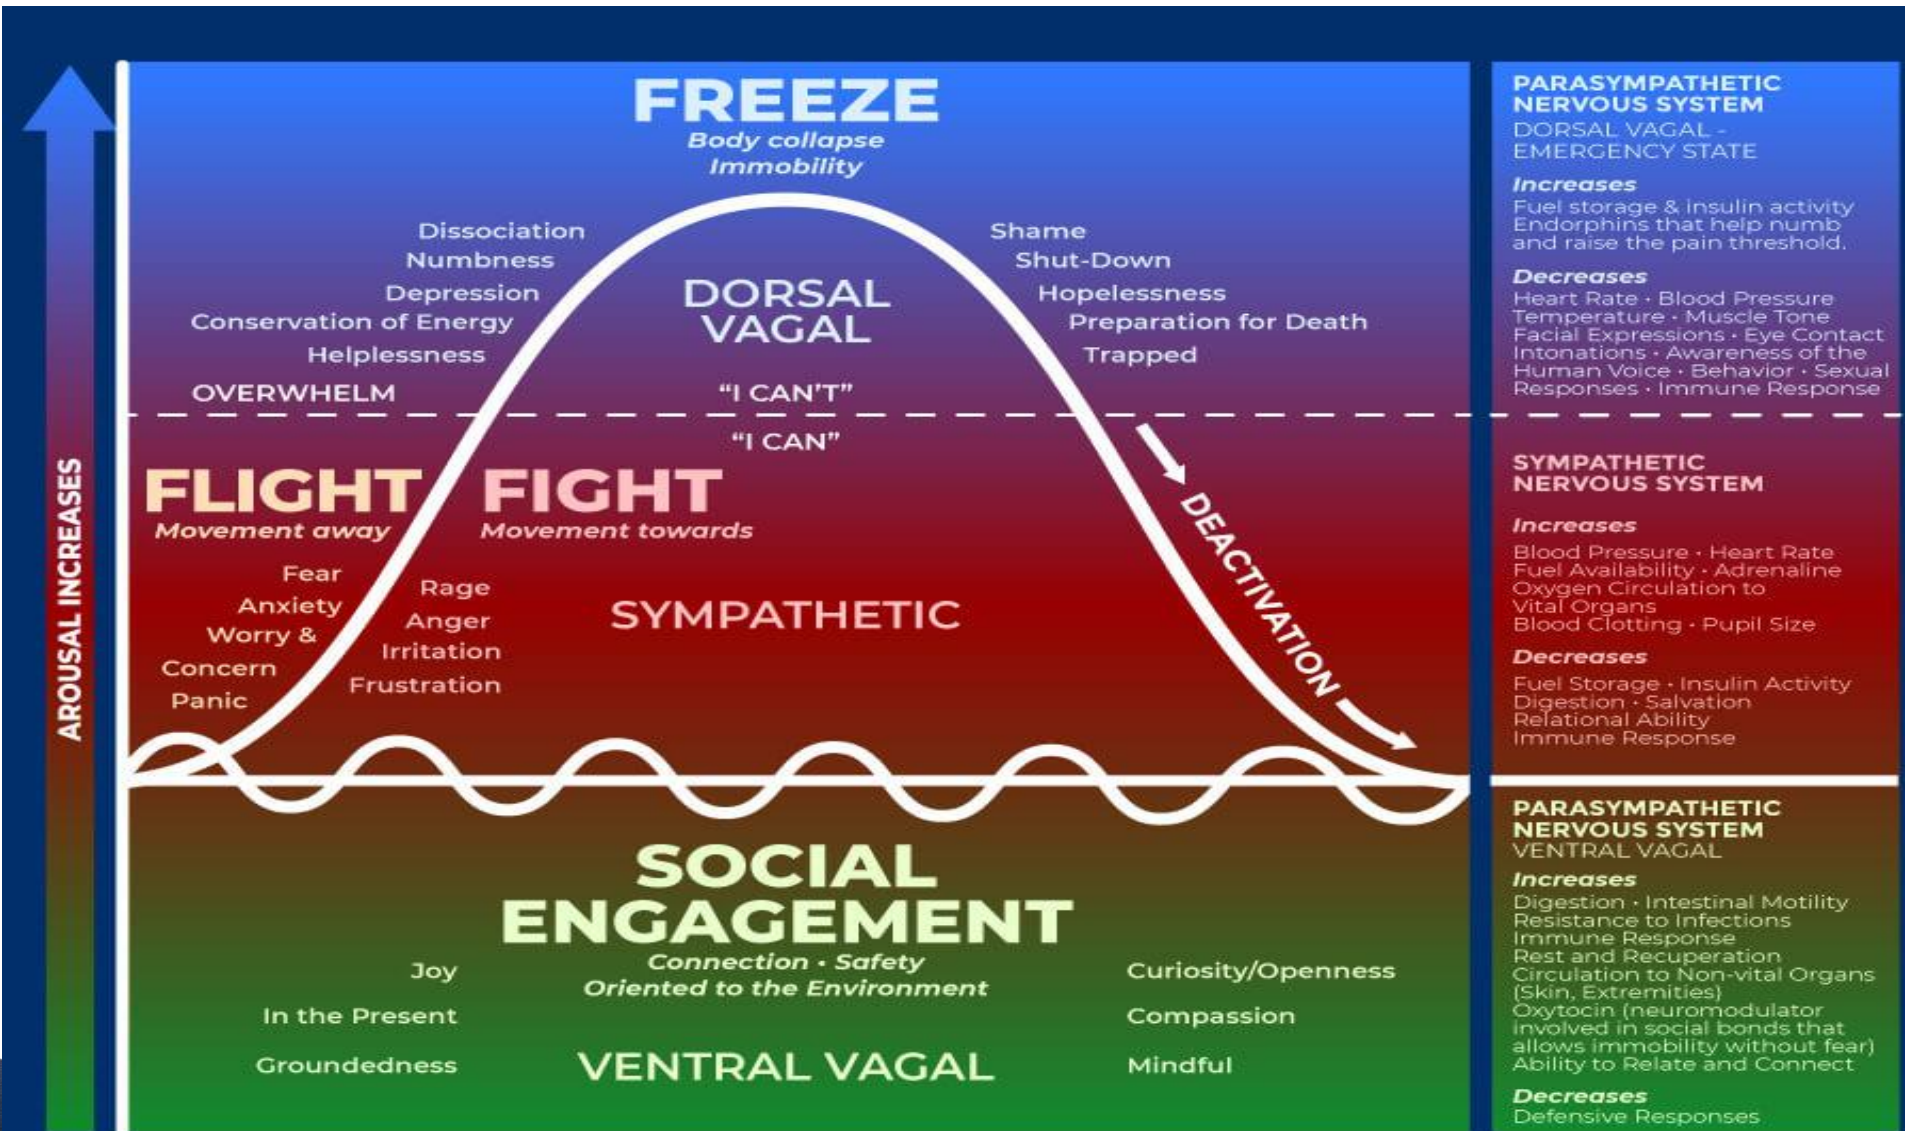 FREEZE
Body collapse
Immobility
Dissociation
Numbness
Depression
Conservation of Energy
Helplessness
OVERWHELM
DORSAL
VAGAL
"I CAN'T"
Shame
Shut-Down
Hopelessness
Preparation for Death
Trapped
"I CAN"
FLIGHT
Movement away
Fear
Anxiety
Worry &
Concern
Panic
FIGHT
Movement towards
Rage
Anger
Irritation
Frustration
SYMPATHETIC
DEACTIVATION
AROUSAL INCREASES
SOCIAL
ENGAGEMENT
Connection • Safety
Oriented to the Environment
Joy
In the Present
Groundedness
VENTRAL VAGAL
Curiosity/Openness
Compassion
Mindful
PARASYMPATHETIC
NERVOUS SYSTEM
DORSAL VAGAL -
EMERGENCY STATE
Increases
Fuel storage & insulin activity
Endorphins that help numb
and raise the pain threshold.
Decreases
Heart Rate • Blood Pressure
Temperature • Muscle Tone
Facial Expressions • Eye Contact
Intonations • Awareness of the
Human Voice • Behavior • Sexual
Responses • Immune Response
SYMPATHETIC
NERVOUS SYSTEM
Increases
Blood Pressure • Heart Rate
Fuel Availability • Adrenaline
Oxygen Circulation to
Vital Organs
Blood Clotting • Pupil Size
Decreases
Fuel Storage • Insulin Activity
Digestion • Salvation
Relational Ability
Immune Response
PARASYMPATHETIC
NERVOUS SYSTEM
VENTRAL VAGAL
Increases
Digestion • Intestinal Motility
Resistance to Infections
Immune Response
Rest and Recuperation
Circulation to Non-vital Organs
(Skin, Extremities)
Oxytocin (neuromodulator
involved in social bonds that
allows immobility without fear)
Ability to Relate and Connect
Decreases
Defensive Responses